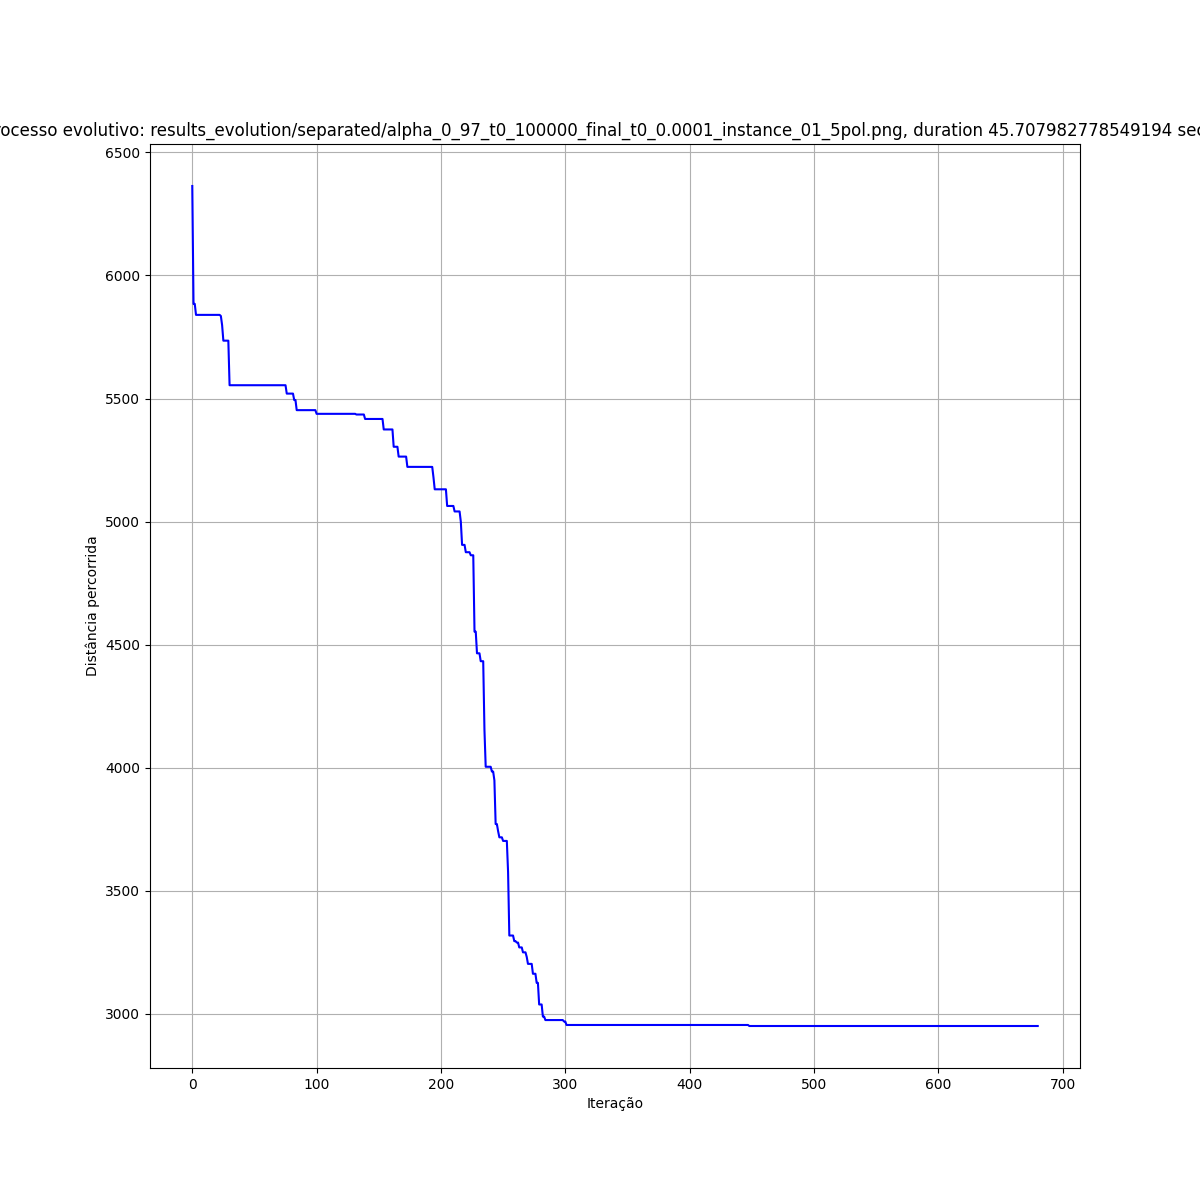 ocesso evolutivo: results_evolution/separated/alpha_0_97_t0_100000_final_t0_0.0001_instance_01_5pol.png, duration 45.707982778549194 sec
6500
6000
5500
5000
4500
4000
3500
3000
Distância percorrida
0 100 200 300 400 500 600 700
Iteração